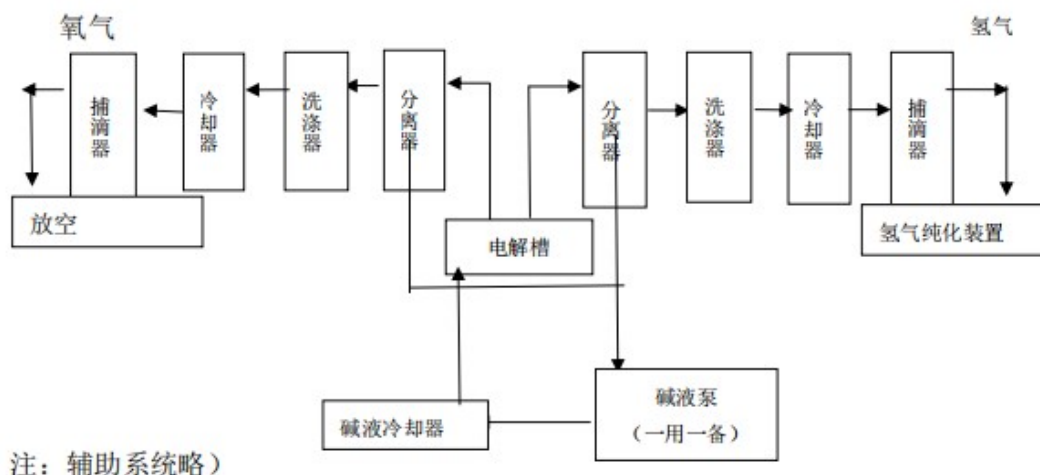 氧气
氢气
捕滴器
冷却器
洗涤器
分离器
分离器
洗涤器
冷却器
捕滴器
放空
电解槽
氢气纯化装置
碱液冷却器
碱液泵
（一用一备）
注：辅助系统略）